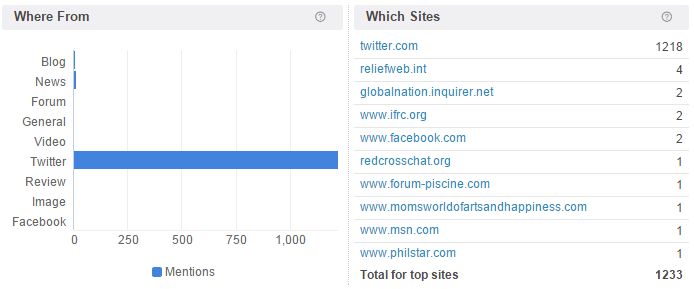 Where From
Blog
News
Forum
General
Video
Twitter
Review
Image
Facebook
0 250 500 750 1,000
Mentions
Which Sites
twitter.com 1218
reliefweb.int 4
globalnation.inquirer.net 2
www.ifrc.org 2
www.facebook.com 2
redcrosschat.org 1
www.forum-piscine.com 1
www.momsworldofartsandhappiness.com 1
www.msn.com 1
www.philstar.com 1
Total for top sites 1233